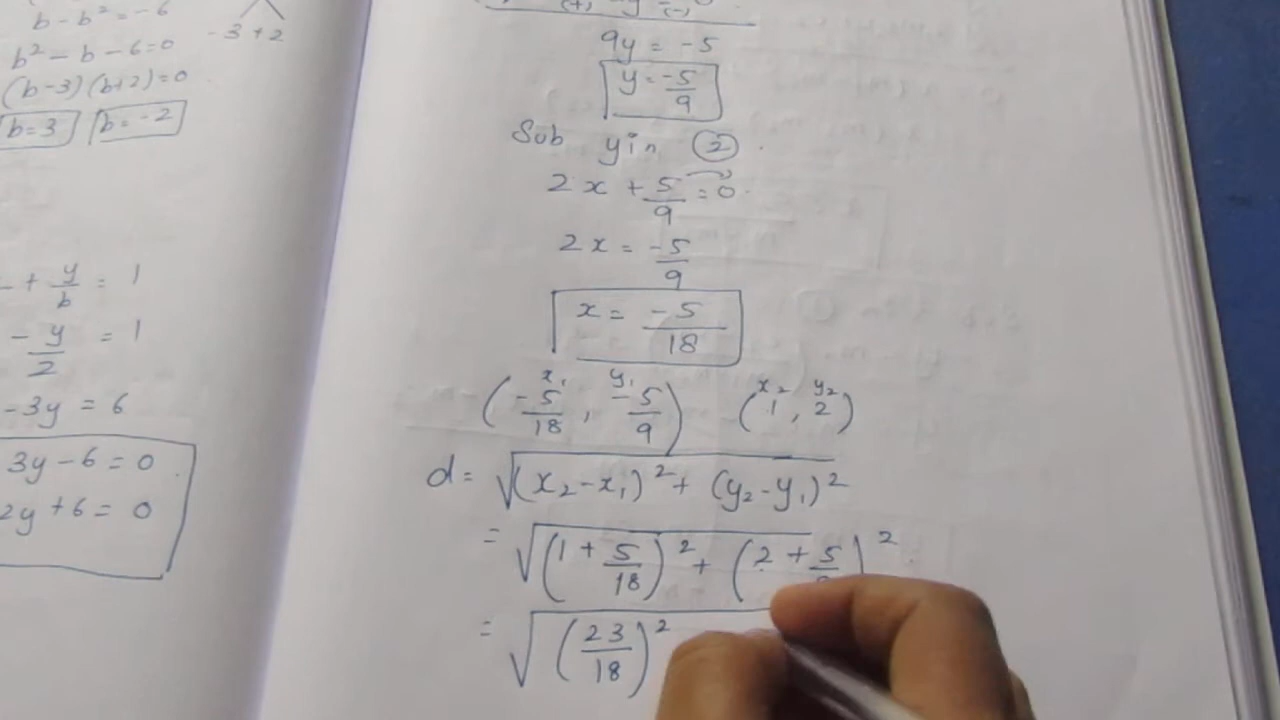 b - b² = -6
b² - b - 6 = 0
-3 +2
(b-3)(b+2) = 0
b = 3 b = -2
+ y/b = 1
- y/2 = 1
-3y = 6
3y - 6 = 0
2y + 6 = 0
9y = -5
y = -5/9
Sub y in ②.
2x + 5/9 = 0.
2x = -5/9
x = -5/18
x₁ y₁ x₂ y₂
(-5/18, -5/9) (1, 2)
d = √(x₂-x₁)² + (y₂-y₁)²
= √(1 + 5/18)² + (2 + 5/9)²
= √(23/18)²